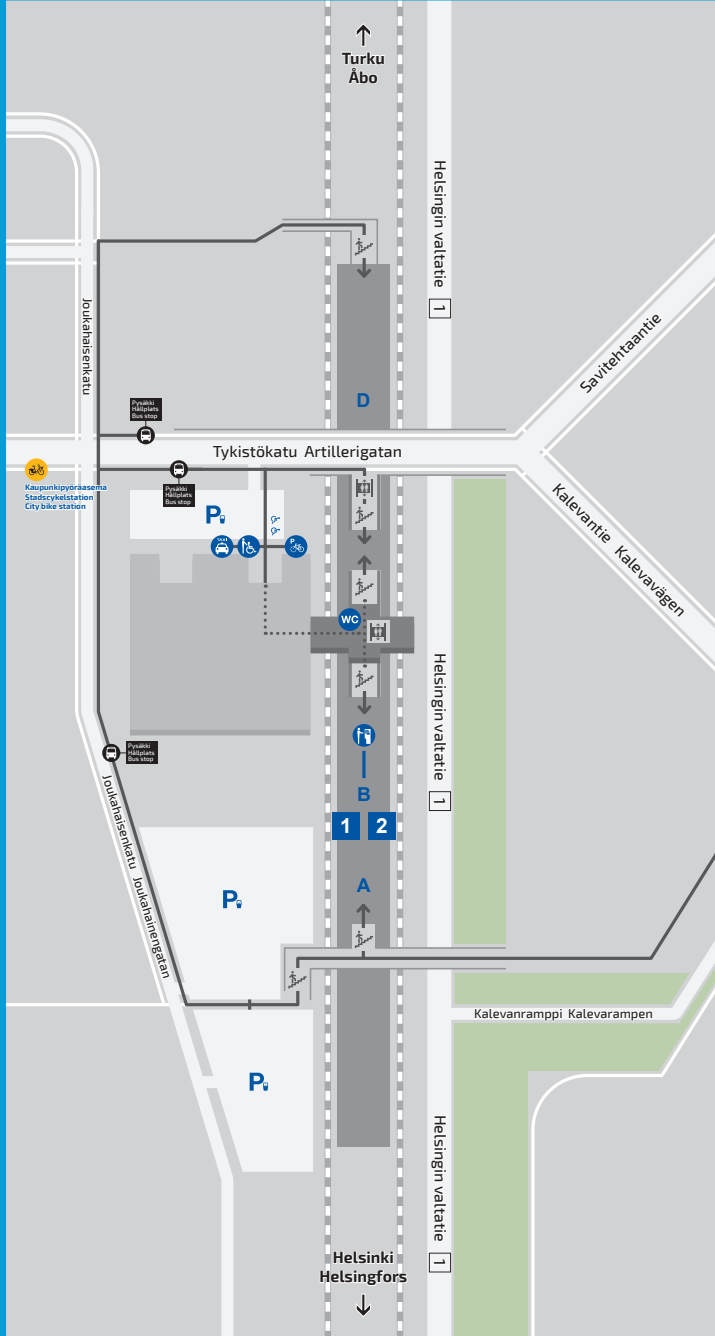 Turku
Åbo
Helsingin valtatie
1
Joukahaisenkatu
Savitehtaantie
D
Pysäkki
Hållplats
Bus stop
Tykistökatu Artillerigatan
Kaupunkipyöräasema
Stadscykelstation
City bike station
Pysäkki
Hållplats
Bus stop
P
TAXI
P
Kalevantie Kalevavägen
WC
Helsingin valtatie
1
Pysäkki
Hållplats
Bus stop
B
1 2
Joukahaisenkatu Joukahainengatan
P
A
Kalevanramppi Kalevarampen
P
Helsingin valtatie
1
Helsinki
Helsingfors